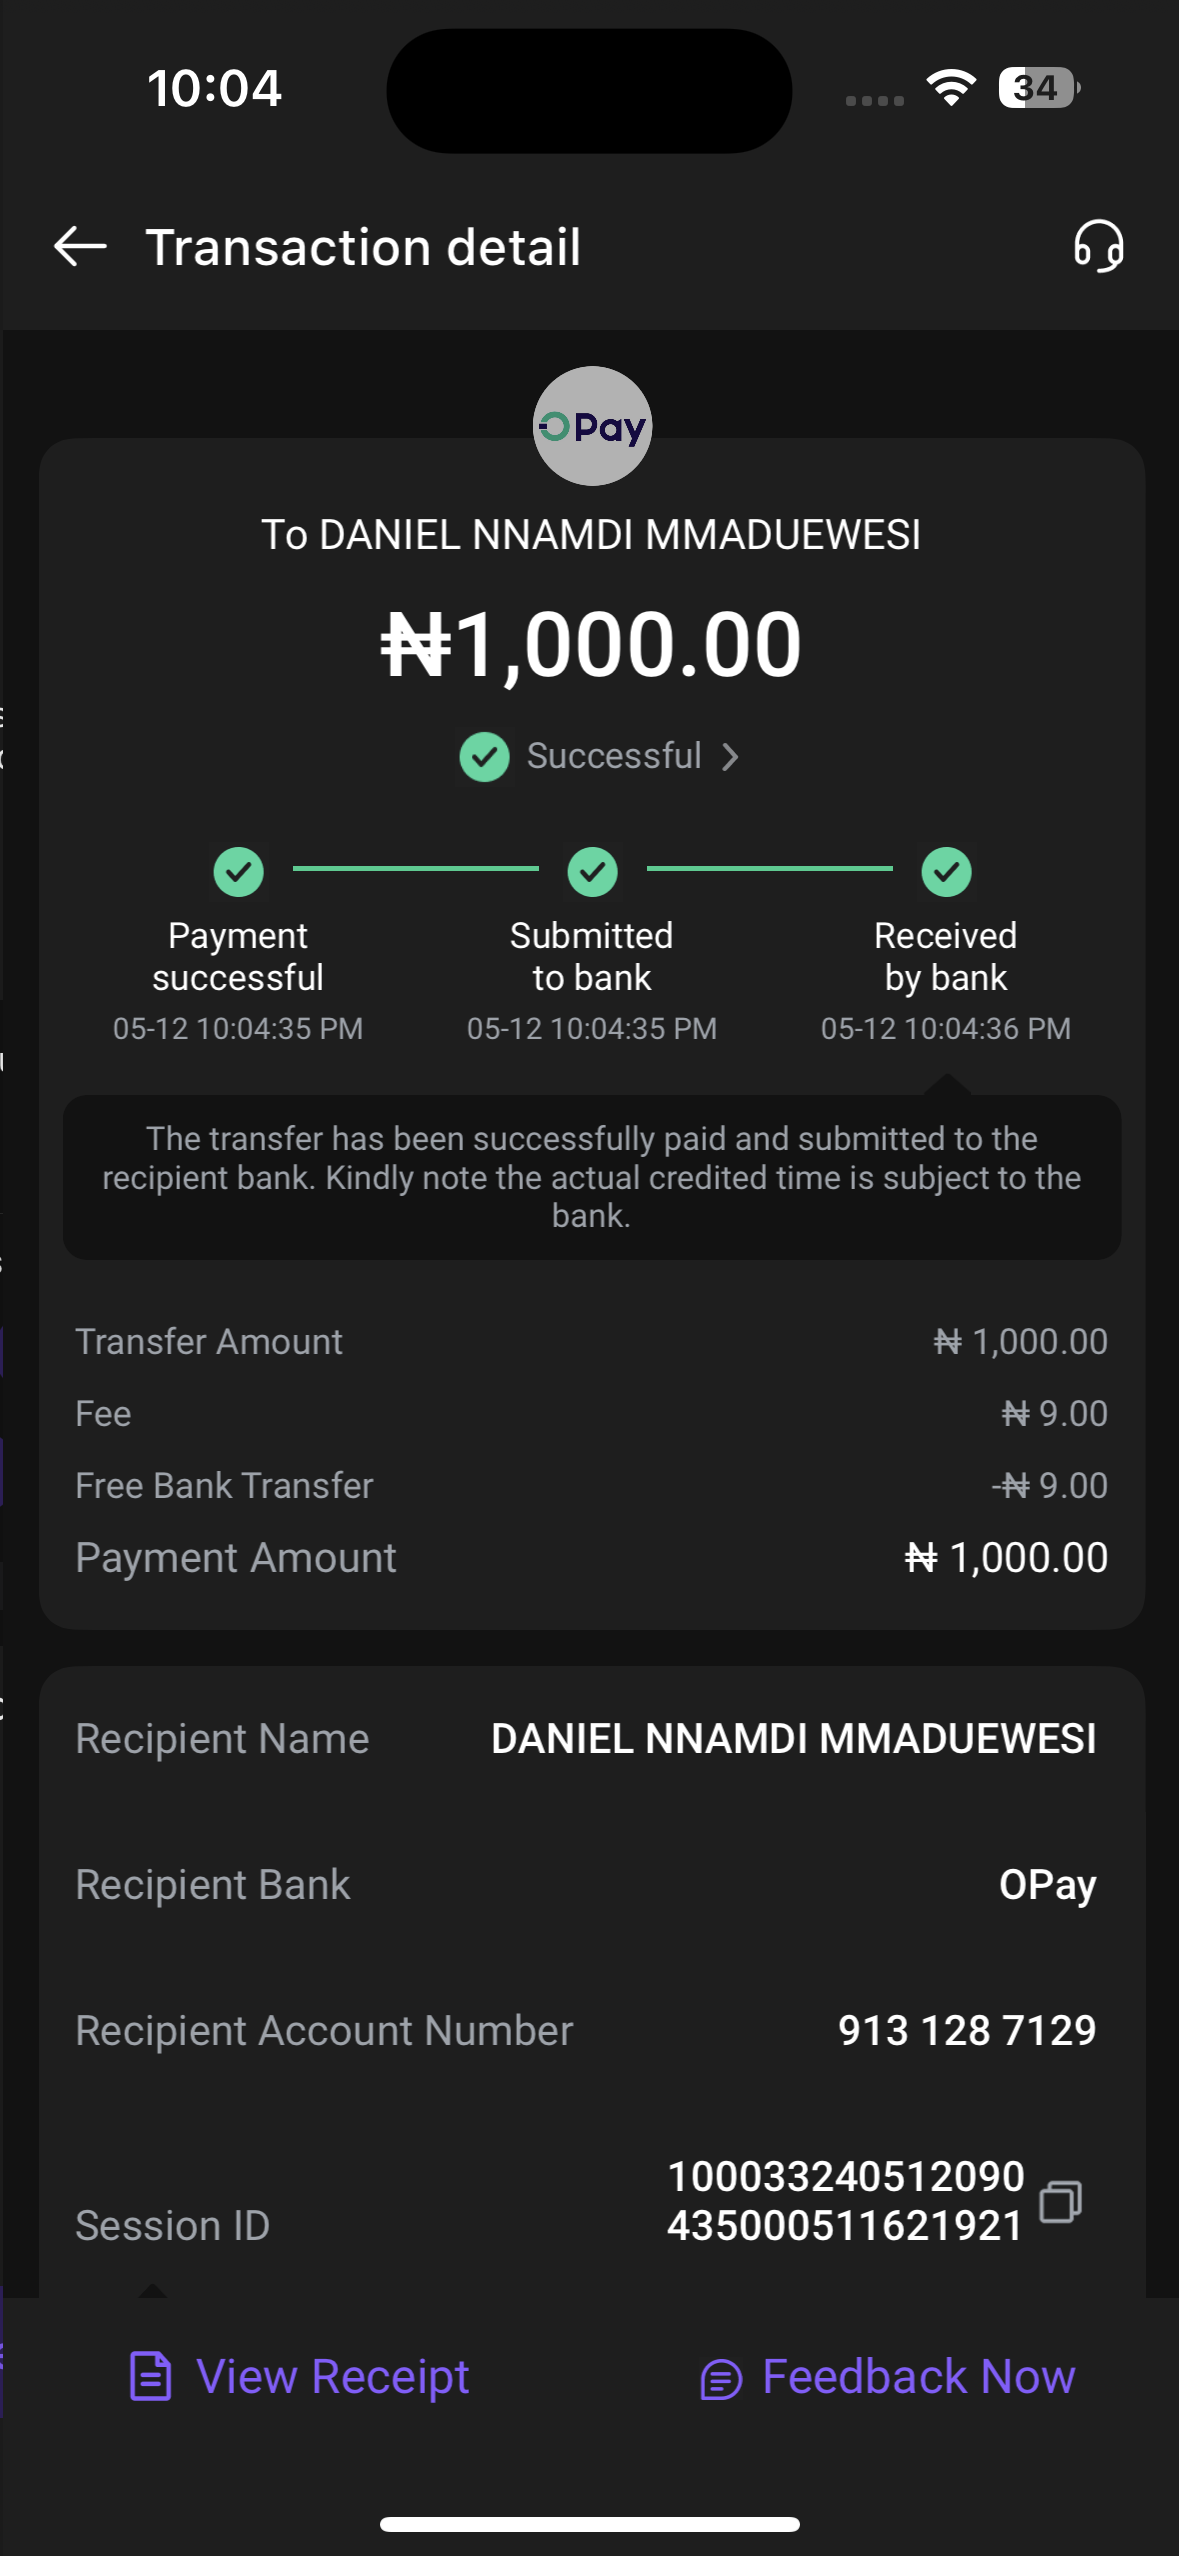 10:04
34
Transaction detail
OPay
To DANIEL NNAMDI MMADUEWESI
₦1,000.00
Successful
Payment successful
05-12 10:04:35 PM
Submitted to bank
05-12 10:04:35 PM
Received by bank
05-12 10:04:36 PM
The transfer has been successfully paid and submitted to the
recipient bank. Kindly note the actual credited time is subject to the
bank.
Transfer Amount ₦ 1,000.00
Fee ₦ 9.00
Free Bank Transfer -₦ 9.00
Payment Amount ₦ 1,000.00
Recipient Name DANIEL NNAMDI MMADUEWESI
Recipient Bank OPay
Recipient Account Number 913 128 7129
Session ID 100033240512090
435000511621921
View Receipt
Feedback Now